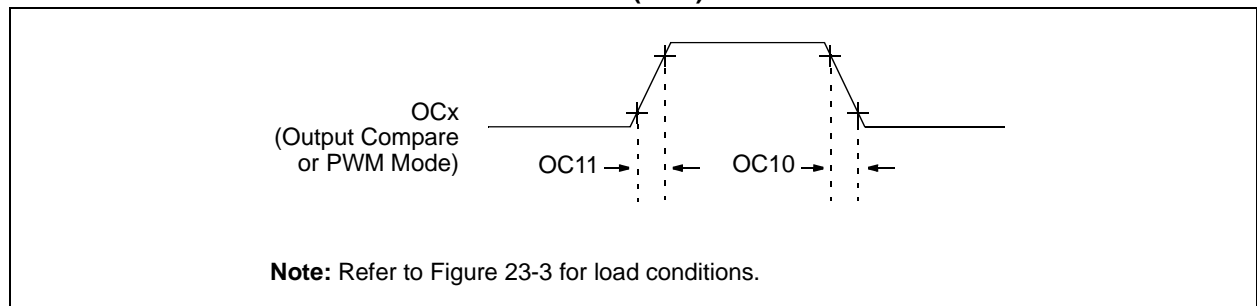 OCx
(Output Compare
or PWM Mode)
OC11
OC10
Note: Refer to Figure 23-3 for load conditions.